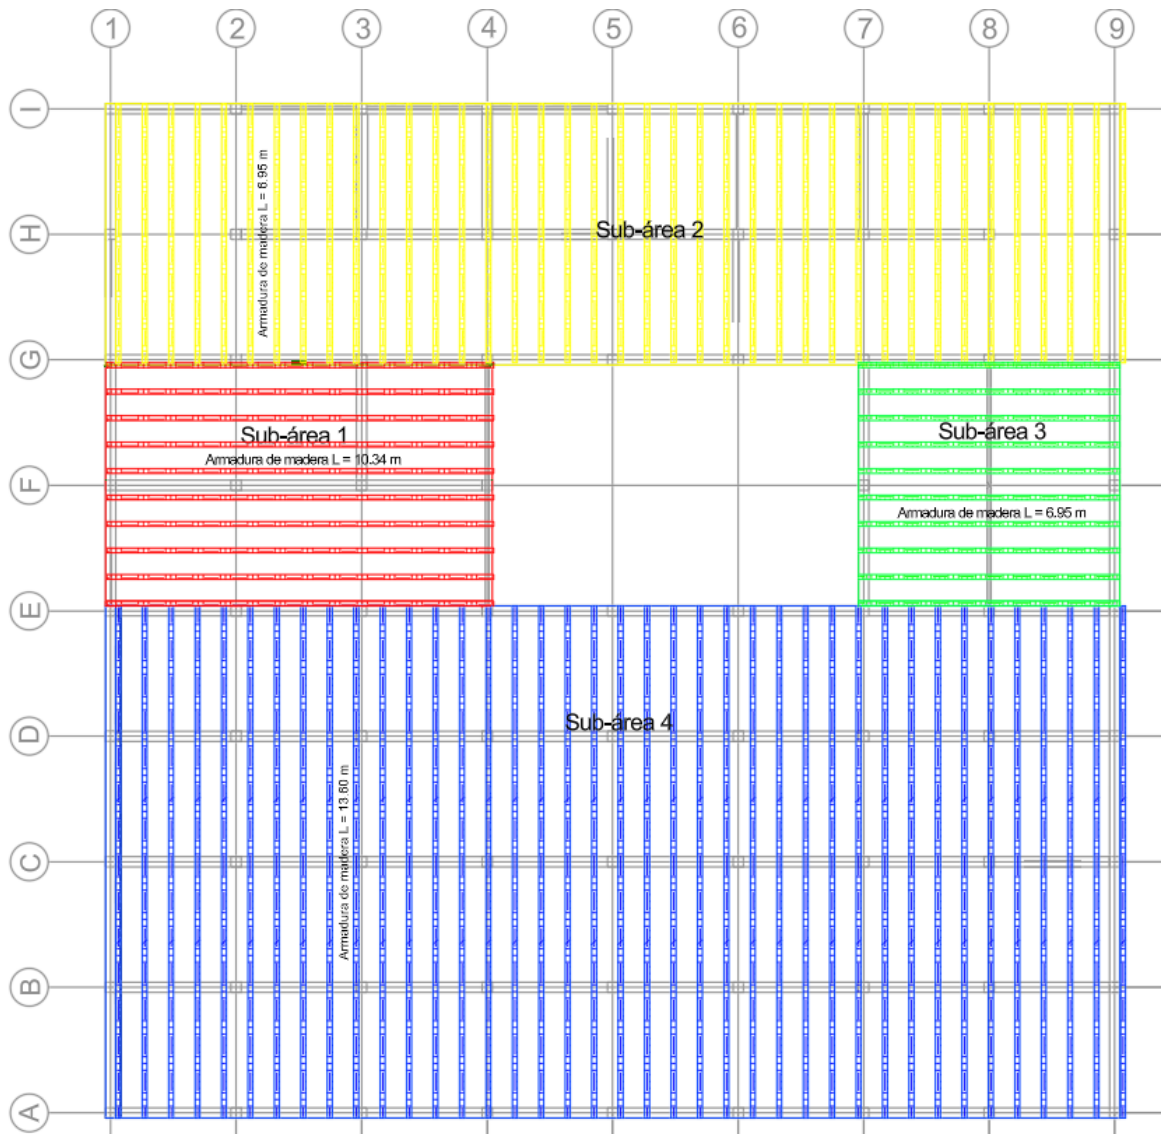 1 2 3 4 5 6 7 8 9
I
Armadura de madera L = 6.95 m
H
Sub-área 2
G
Sub-área 1
Sub-área 3
Armadura de madera L = 10.34 m
F
Armadura de madera L = 6.95 m
E
Sub-área 4
D
Armadura de madera L = 13.60 m
C
B
A